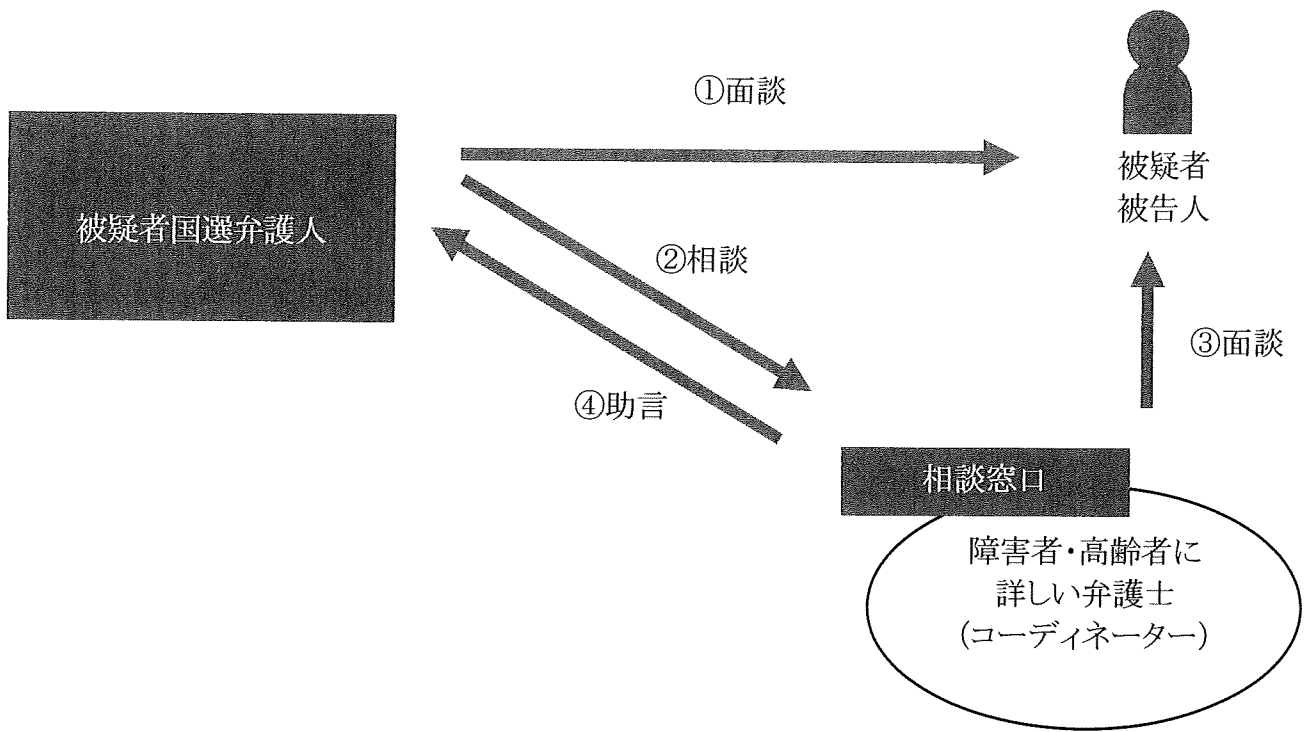 ①面談
被疑者
被告人
被疑者国選弁護人
②相談
③面談
④助言
相談窓口
障害者・高齢者に
詳しい弁護士
(コーディネーター)